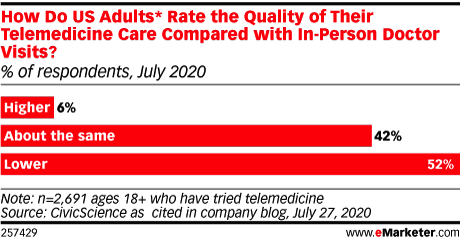 How Do US Adults* Rate the Quality of Their
Telemedicine Care Compared with In-Person Doctor
Visits?
% of respondents, July 2020
Higher 6%
About the same 42%
Lower 52%
Note: n=2,691 ages 18+ who have tried telemedicine
Source: CivicScience as cited in company blog, July 27, 2020
257429 www.eMarketer.com